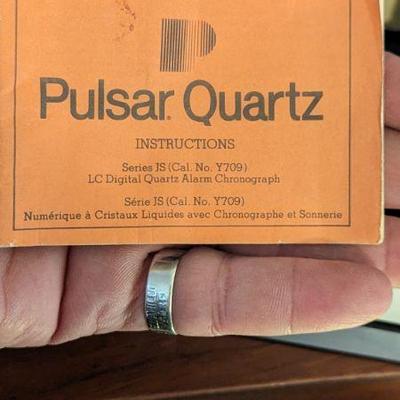 Pulsar Quartz
INSTRUCTIONS
Series JS (Cal. No. Y709)
LC Digital Quartz Alarm Chronograph
Série JS (Cal. No. Y709)
Numérique à Cristaux Liquides avec Chronographe et Sonnerie